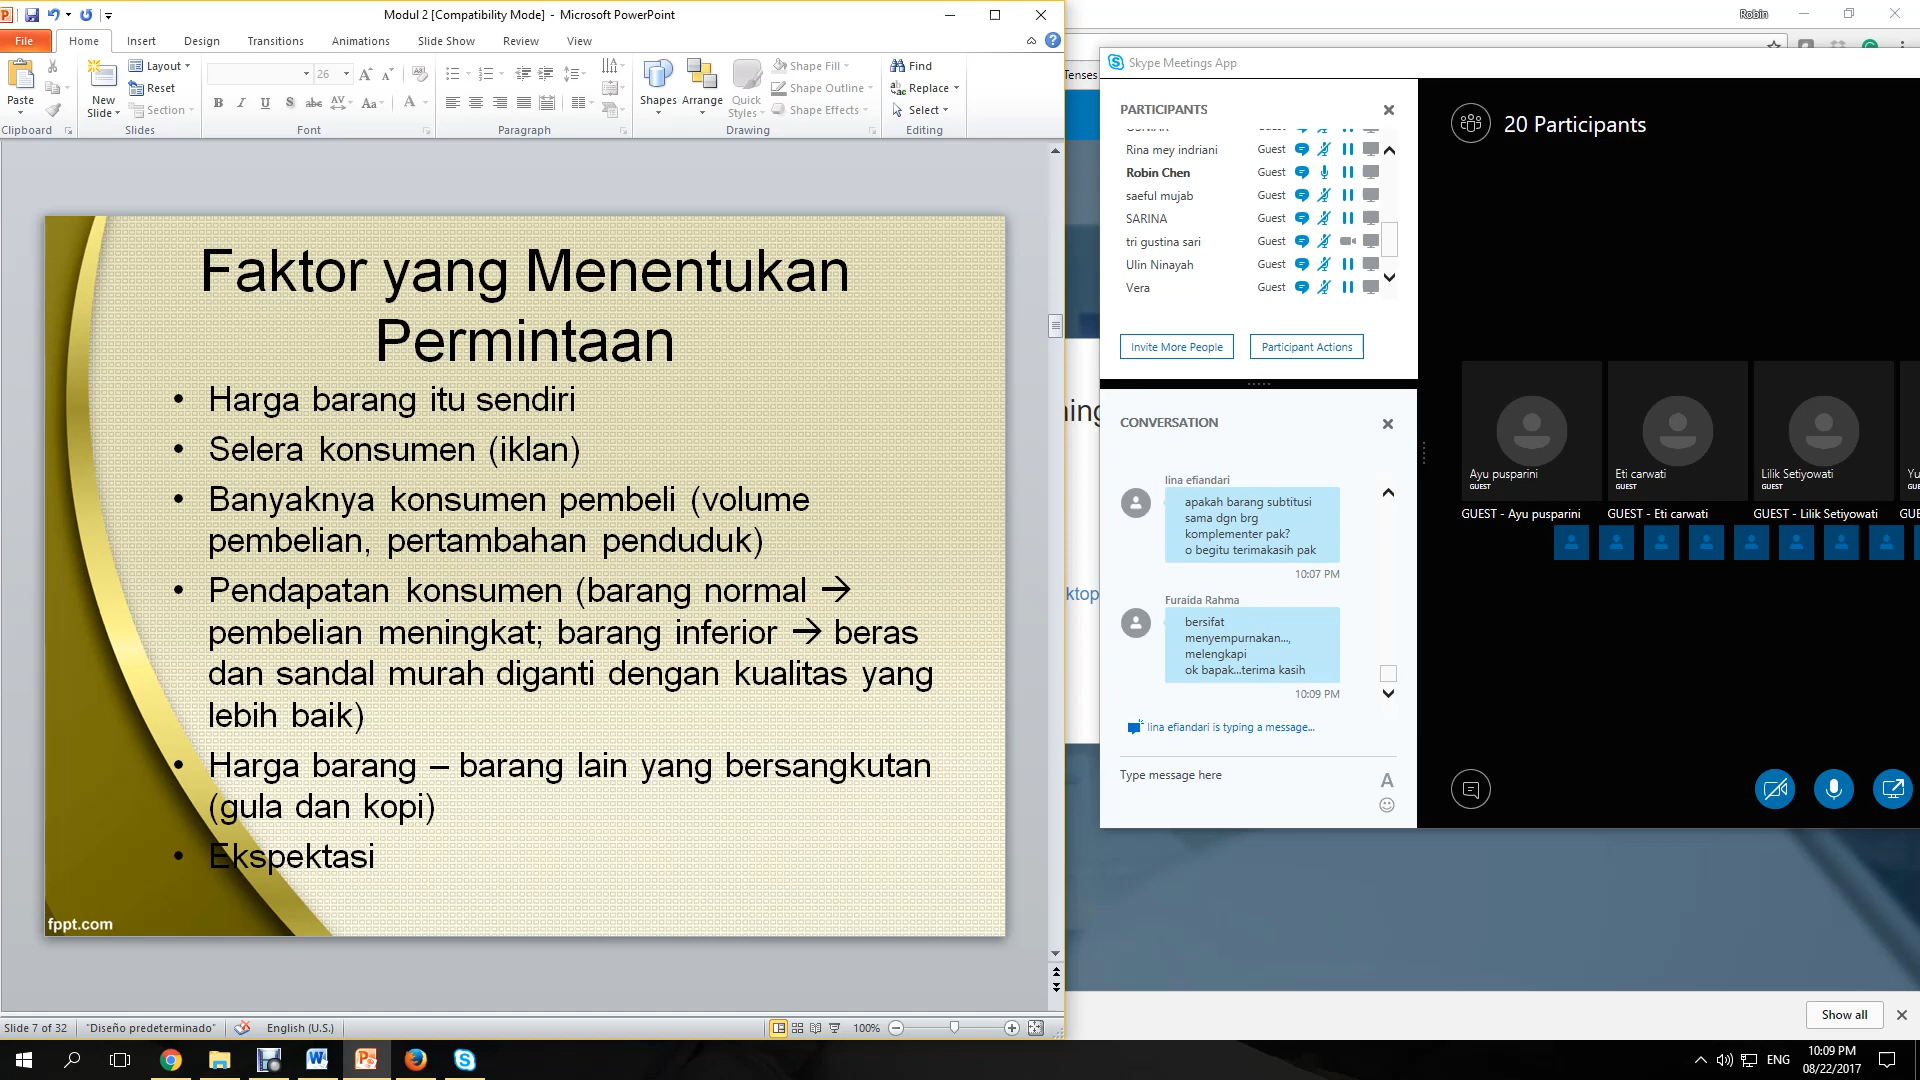 Modul 2 [Compatibility Mode] - Microsoft PowerPoint
File
Home
Insert
Design
Transitions
Animations
Slide Show
Review
View
Paste
Clipboard
New
Slide
Layout
Reset
Section
Slides
26
Font
Paragraph
Shapes
Arrange
Quick
Styles
Shape Fill
Shape Outline
Shape Effects
Drawing
Find
Replace
Select
Editing
Faktor yang Menentukan
Permintaan
• Harga barang itu sendiri
• Selera konsumen (iklan)
• Banyaknya konsumen pembeli (volume
pembelian, pertambahan penduduk)
• Pendapatan konsumen (barang normal →
pembelian meningkat; barang inferior → beras
dan sandal murah diganti dengan kualitas yang
lebih baik)
• Harga barang – barang lain yang bersangkutan
(gula dan kopi)
• Ekspektasi
fppt.com
Slide 7 of 32
"Diseño predeterminado"
English (U.S.)
100%
Robin
Tenses
ktop
Skype Meetings App
PARTICIPANTS
Rina mey indriani Guest
Robin Chen Guest
saeful mujab Guest
SARINA Guest
tri gustina sari Guest
Ulin Ninayah Guest
Vera Guest
Invite More People
Participant Actions
CONVERSATION
lina efiandari
apakah barang subtitusi
sama dgn brg
komplementer pak?
o begitu terimakasih pak
10:07 PM
Furaida Rahma
bersifat
menyempurnakan...,
melengkapi
ok bapak...terima kasih
10:09 PM
lina efiandari is typing a message...
Type message here
20 Participants
Ayu pusparini
GUEST
GUEST - Ayu pusparini
Eti carwati
GUEST
GUEST - Eti carwati
Lilik Setiyowati
GUEST
GUEST - Lilik Setiyowati
Show all
ENG
10:09 PM
08/22/2017